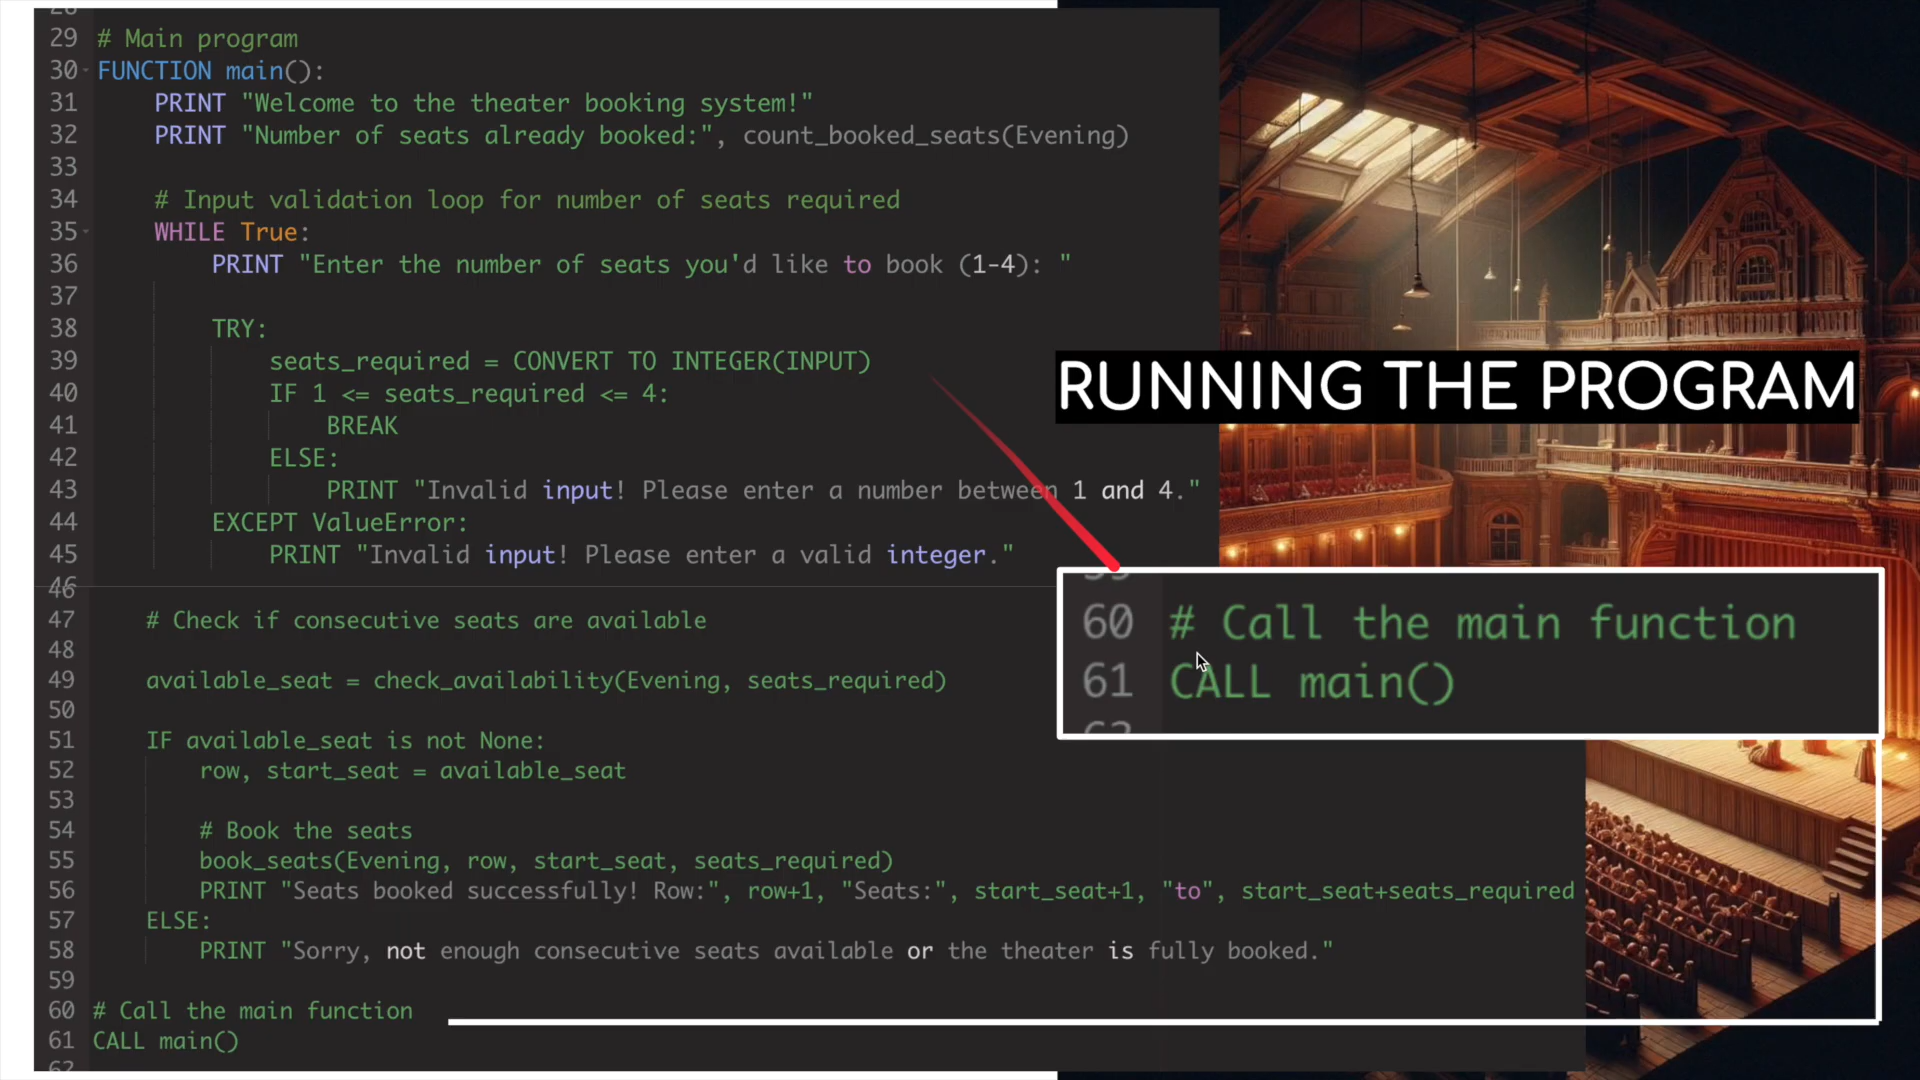 29 # Main program
30 FUNCTION main():
31 PRINT "Welcome to the theater booking system!"
32 PRINT "Number of seats already booked:", count_booked_seats(Evening)
33
34 # Input validation loop for number of seats required
35 WHILE True:
36 PRINT "Enter the number of seats you'd like to book (1-4): "
37
38 TRY:
39 seats_required = CONVERT TO INTEGER(INPUT)
40 IF 1 <= seats_required <= 4:
41 BREAK
42 ELSE:
43 PRINT "Invalid input! Please enter a number between 1 and 4."
44 EXCEPT ValueError:
45 PRINT "Invalid input! Please enter a valid integer."
46
47 # Check if consecutive seats are available
48
49 available_seat = check_availability(Evening, seats_required)
50
51 IF available_seat is not None:
52 row, start_seat = available_seat
53
54 # Book the seats
55 book_seats(Evening, row, start_seat, seats_required)
56 PRINT "Seats booked successfully! Row:", row+1, "Seats:", start_seat+1, "to", start_seat+seats_required
57 ELSE:
58 PRINT "Sorry, not enough consecutive seats available or the theater is fully booked."
59
60 # Call the main function
61 CALL main()
RUNNING THE PROGRAM
60 # Call the main function
61 CALL main()